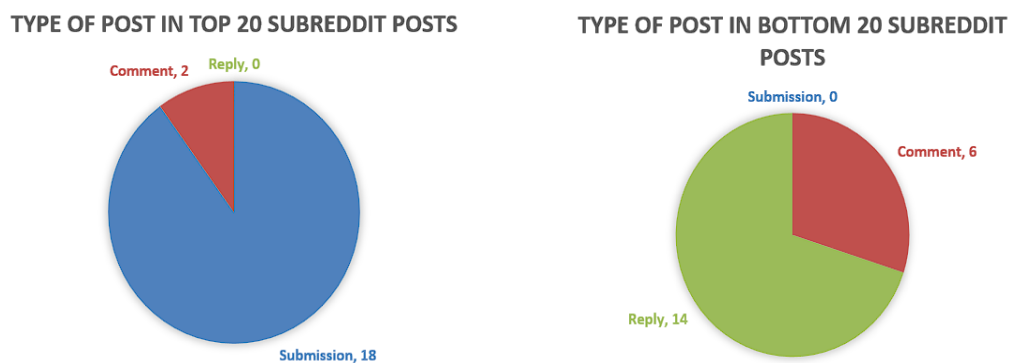 TYPE OF POST IN TOP 20 SUBREDDIT POSTS
Comment, 2
Reply, 0
Submission, 18
TYPE OF POST IN BOTTOM 20 SUBREDDIT
POSTS
Submission, 0
Comment, 6
Reply, 14